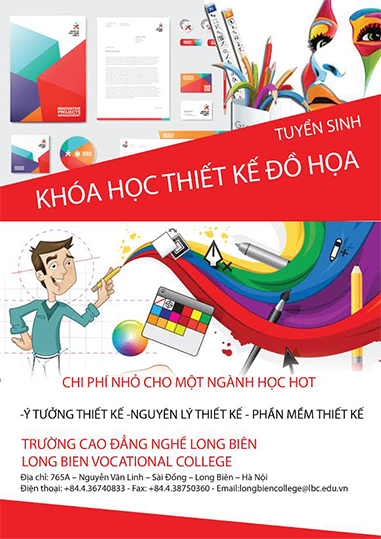 INNOVATIVE
PROJECTS
MANAGEMENT
TUYỂN SINH
KHÓA HỌC THIẾT KẾ ĐỒ HỌA
CHI PHÍ NHỎ CHO MỘT NGÀNH HỌC HOT
-Ý TƯỞNG THIẾT KẾ -NGUYÊN LÝ THIẾT KẾ - PHẦN MỀM THIẾT KẾ
TRƯỜNG CAO ĐẲNG NGHỀ LONG BIÊN
LONG BIEN VOCATIONAL COLLEGE
Địa chỉ: 765A – Nguyễn Văn Linh – Sài Đồng – Long Biên – Hà Nội
Điện thoại: +84.4.36740833 - Fax: +84.4.38750360 - Email:longbiencollege@lbc.edu.vn